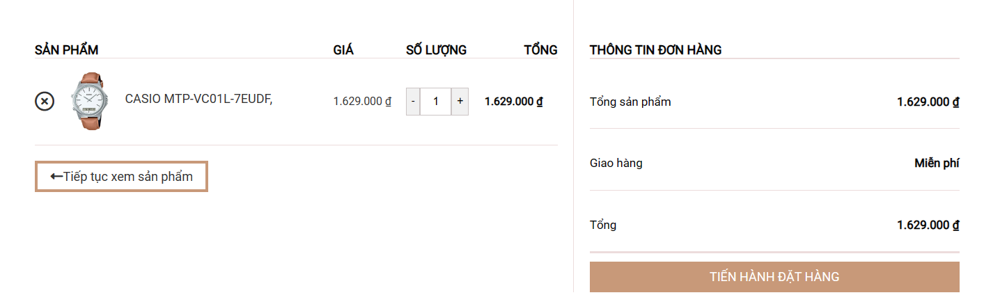 SẢN PHẨM GIÁ SỐ LƯỢNG TỔNG
CASIO MTP-VC01L-7EUDF, 1.629.000 ₫ - 1 + 1.629.000 ₫
←Tiếp tục xem sản phẩm
THÔNG TIN ĐƠN HÀNG
Tổng sản phẩm 1.629.000 ₫
Giao hàng Miễn phí
Tổng 1.629.000 ₫
TIẾN HÀNH ĐẶT HÀNG